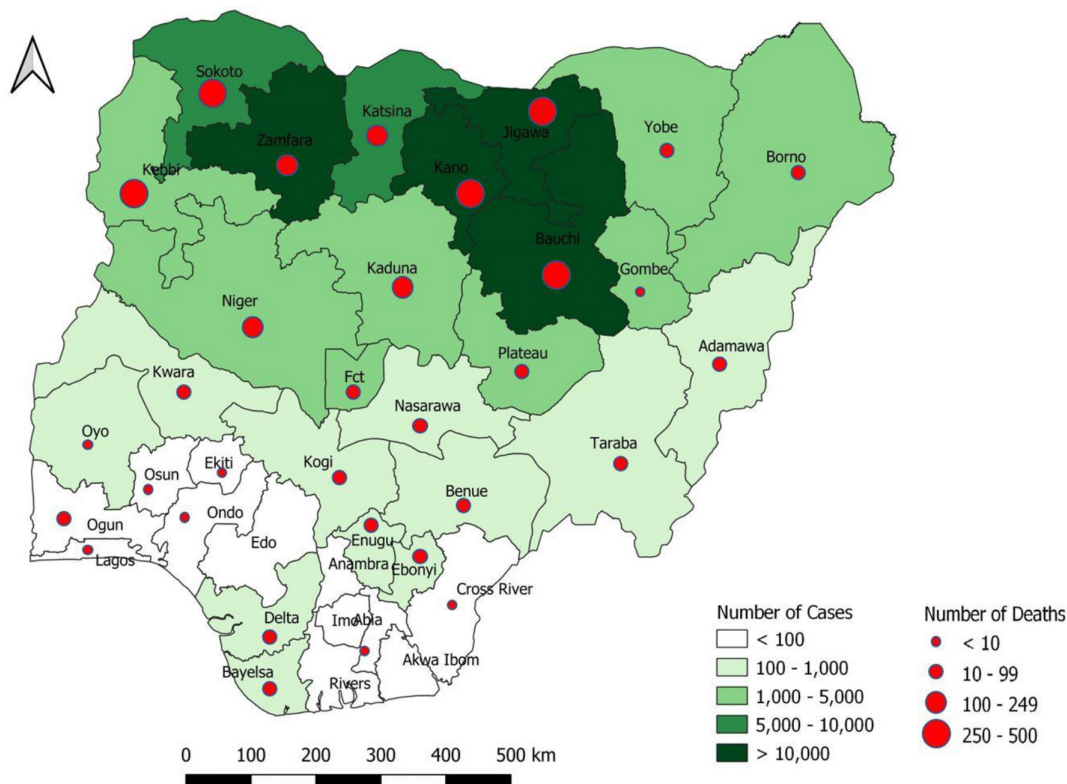 Sokoto
Katsina
Zamfara
Jigawa
Yobe
Kebbi
Kano
Borno
Bauchi
Kaduna
Gombe
Niger
Adamawa
Plateau
Kwara
Fct
Nasarawa
Oyo
Taraba
Osun
Ekiti
Kogi
Benue
Ogun
Ondo
Edo
Enugu
Lagos
Anambra
Ebonyi
Cross River
Delta
Imo
Abia
Akwa Ibom
Bayelsa
Rivers
Number of Cases
< 100
100 - 1,000
1,000 - 5,000
5,000 - 10,000
> 10,000
Number of Deaths
< 10
10 - 99
100 - 249
250 - 500
0 100 200 300 400 500 km